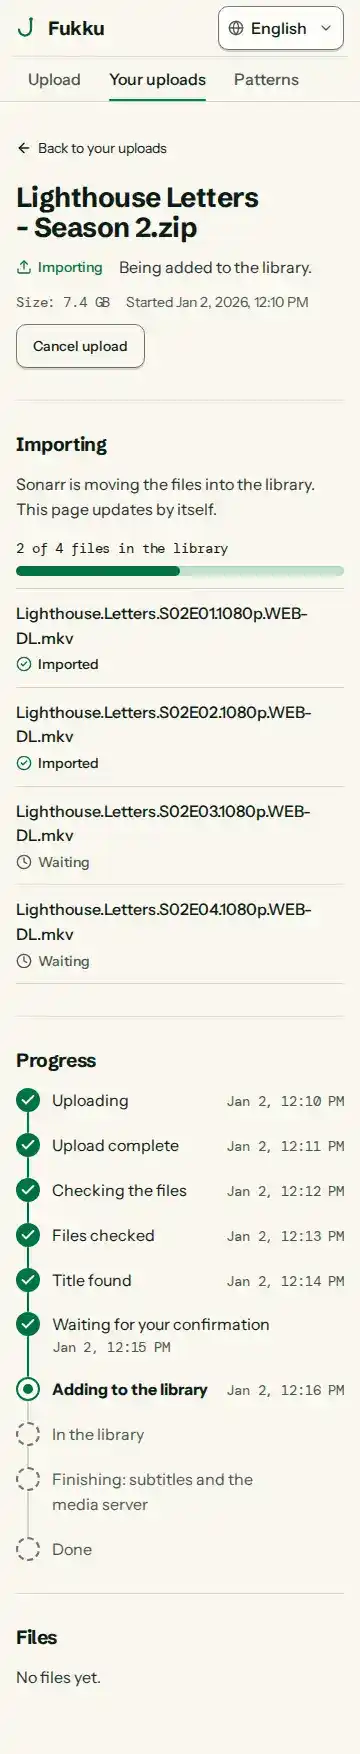 Fukku
English
Upload
Your uploads
Patterns
Back to your uploads
Lighthouse Letters
- Season 2.zip
Importing Being added to the library.
Size: 7.4 GB Started Jan 2, 2026, 12:10 PM
Cancel upload
Importing
Sonarr is moving the files into the library.
This page updates by itself.
2 of 4 files in the library
Lighthouse.Letters.S02E01.1080p.WEB-
DL.mkv
Imported
Lighthouse.Letters.S02E02.1080p.WEB-
DL.mkv
Imported
Lighthouse.Letters.S02E03.1080p.WEB-
DL.mkv
Waiting
Lighthouse.Letters.S02E04.1080p.WEB-
DL.mkv
Waiting
Progress
Uploading Jan 2, 12:10 PM
Upload complete Jan 2, 12:11 PM
Checking the files Jan 2, 12:12 PM
Files checked Jan 2, 12:13 PM
Title found Jan 2, 12:14 PM
Waiting for your confirmation
Jan 2, 12:15 PM
Adding to the library Jan 2, 12:16 PM
In the library
Finishing: subtitles and the
media server
Done
Files
No files yet.